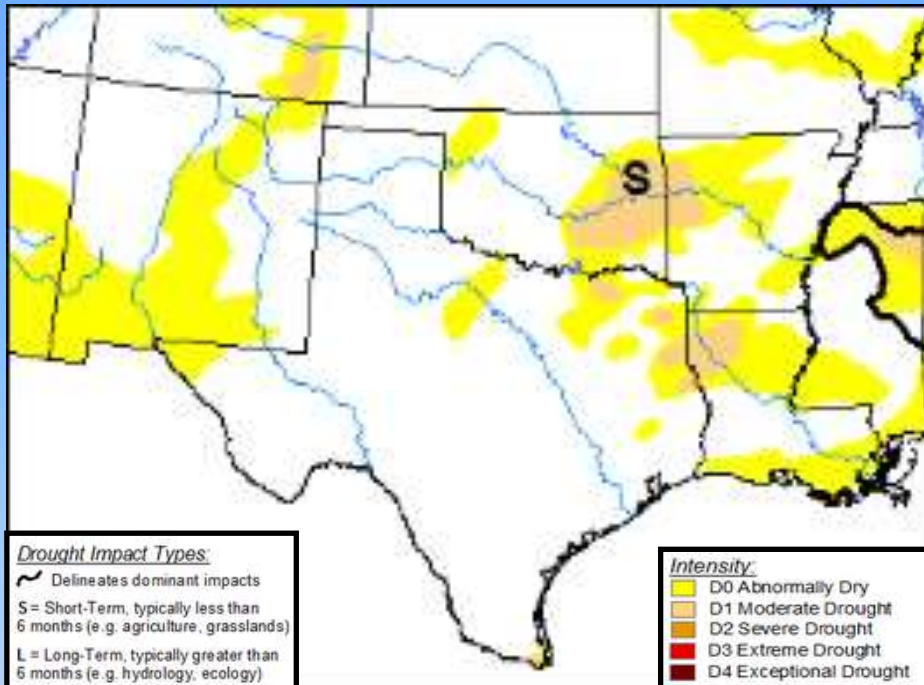 S
Drought Impact Types:
Delineates dominant impacts
S = Short-Term, typically less than
6 months (e.g. agriculture, grasslands)
L = Long-Term, typically greater than
6 months (e.g. hydrology, ecology)
Intensity:
D0 Abnormally Dry
D1 Moderate Drought
D2 Severe Drought
D3 Extreme Drought
D4 Exceptional Drought